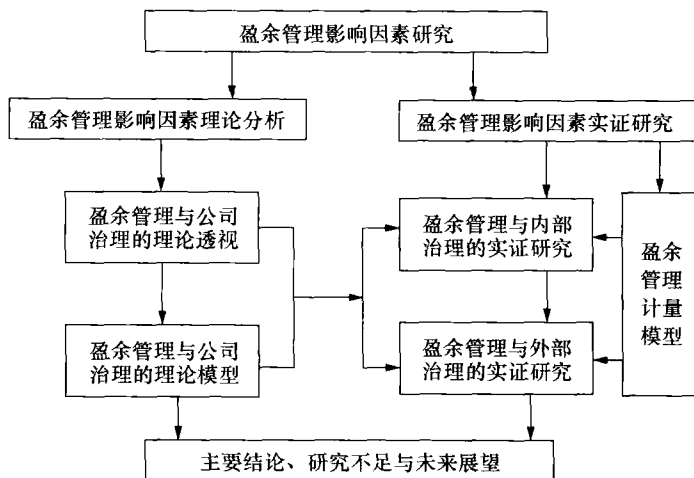 盈余管理影响因素研究
盈余管理影响因素理论分析
盈余管理影响因素实证研究
盈余管理与公司
治理的理论透视
盈余管理与内部
治理的实证研究
盈余
管理
计量
模型
盈余管理与公司
治理的理论模型
盈余管理与外部
治理的实证研究
主要结论、研究不足与未来展望